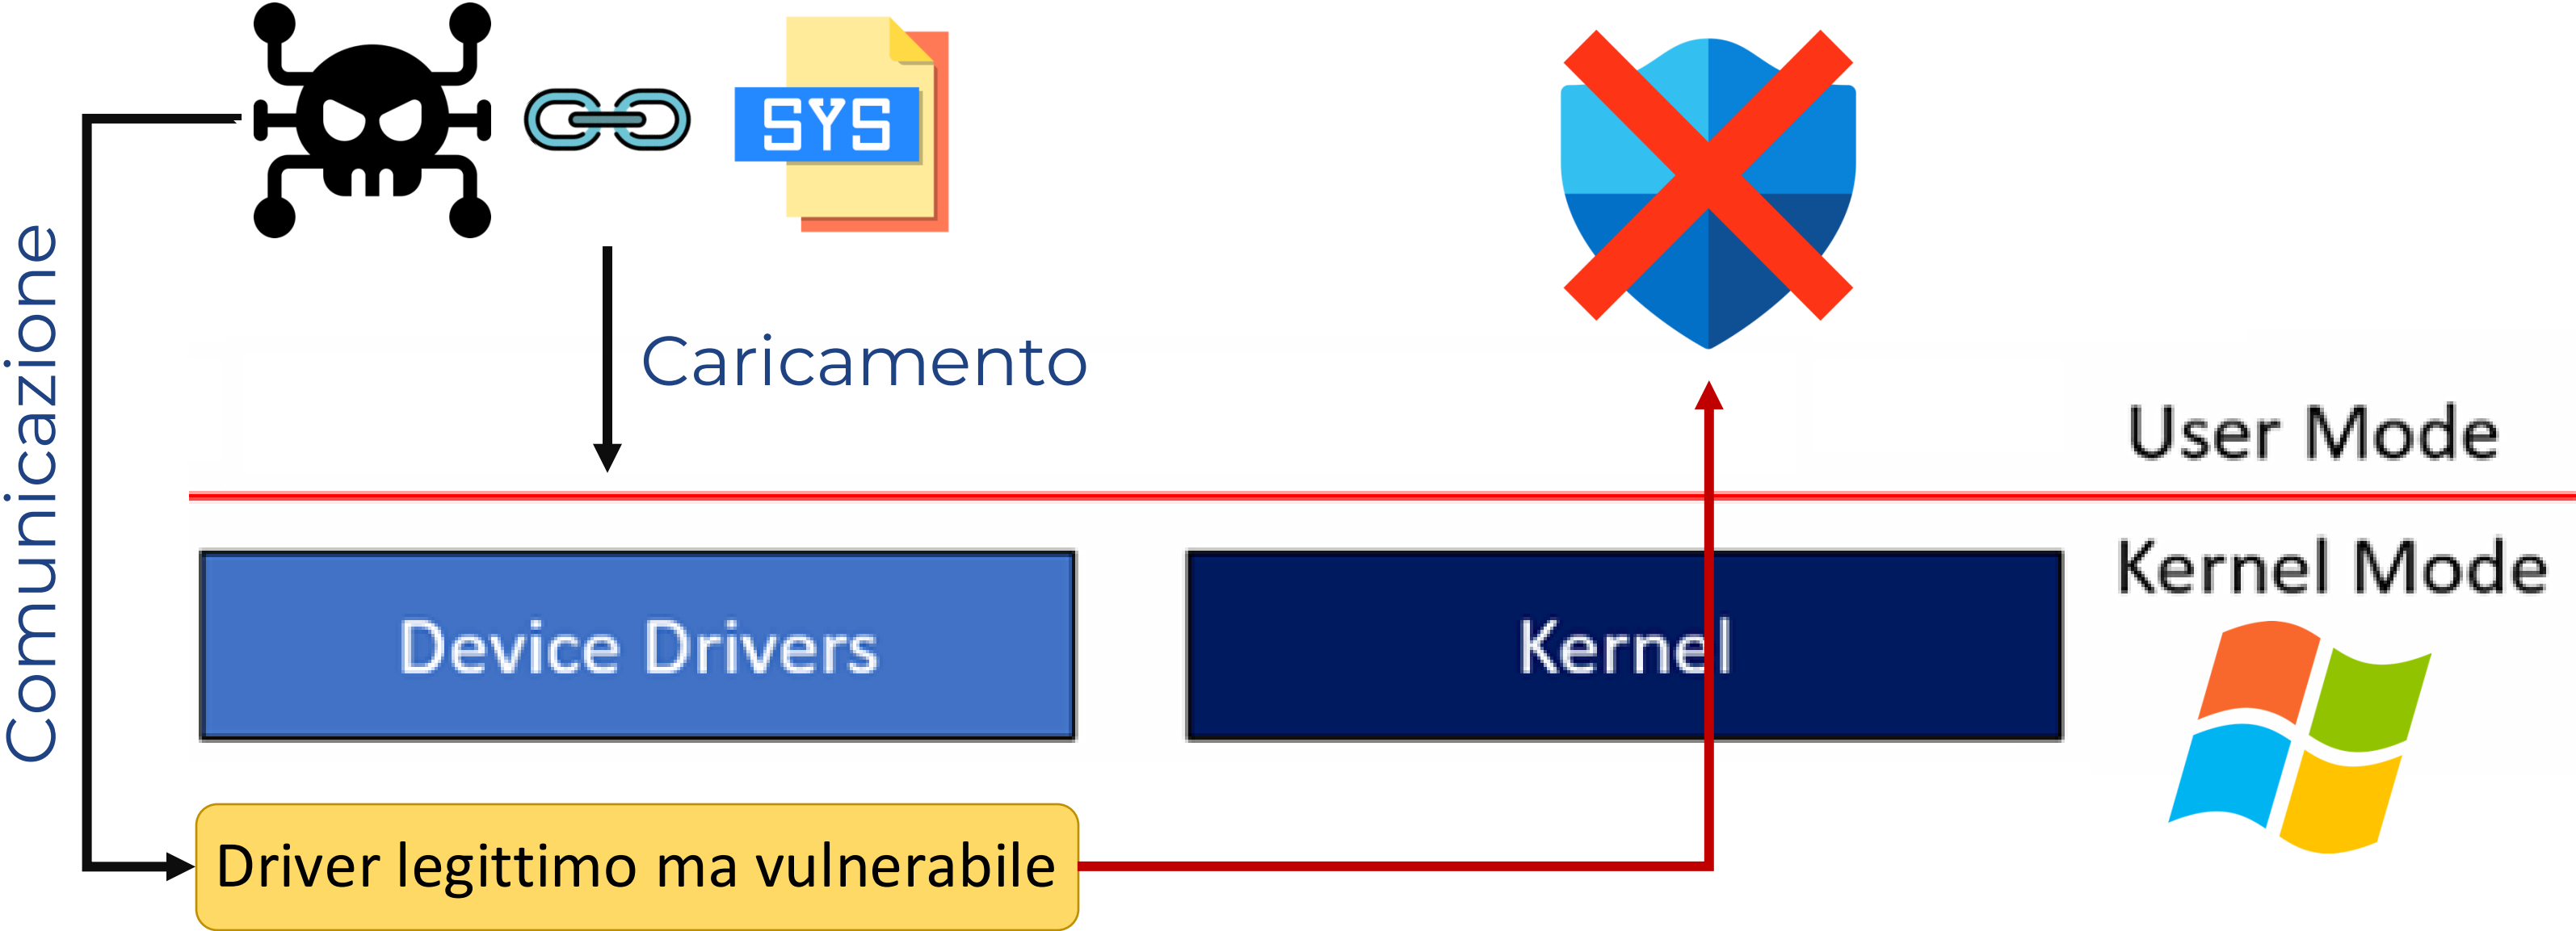 SYS
Comunicazione
Caricamento
User Mode
Kernel Mode
Device Drivers
Kernel
Driver legittimo ma vulnerabile